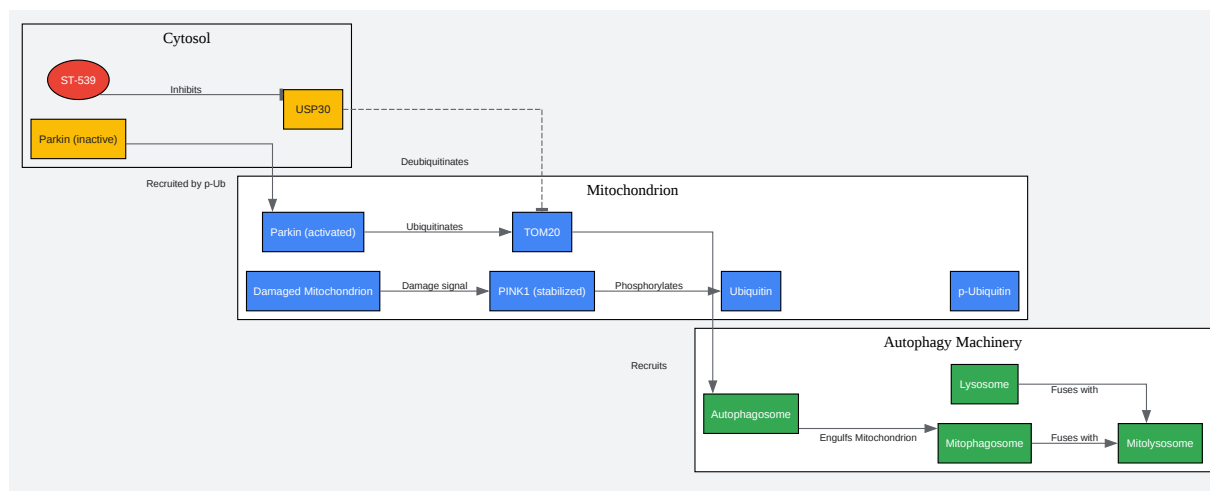 Cytosol
ST-539
Inhibits
USP30
Parkin (inactive)
Deubiquitinates
Recruited by p-Ub
Mitochondrion
Parkin (activated)
Ubiquitinates
TOM20
Damaged Mitochondrion
Damage signal
PINK1 (stabilized)
Phosphorylates
Ubiquitin
p-Ubiquitin
Autophagy Machinery
Recruits
Lysosome
Fuses with
Autophagosome
Engulfs Mitochondrion
Mitophagosome
Fuses with
Mitolysosome